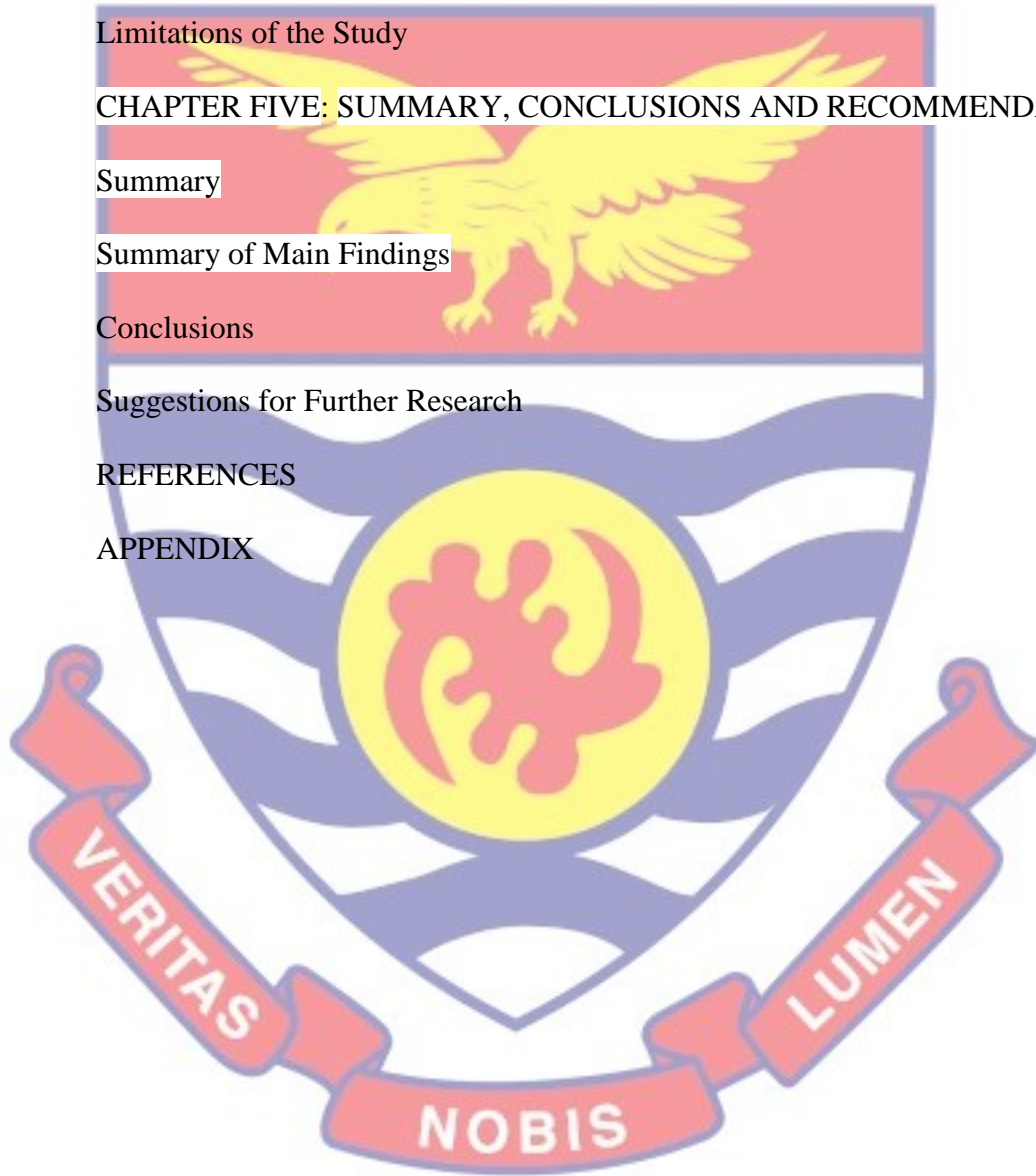 Limitations of the Study
CHAPTER FIVE: SUMMARY, CONCLUSIONS AND RECOMMEND
Summary
Summary of Main Findings
Conclusions
Suggestions for Further Research
REFERENCES
APPENDIX
VERITAS
NOBIS
LUMEN